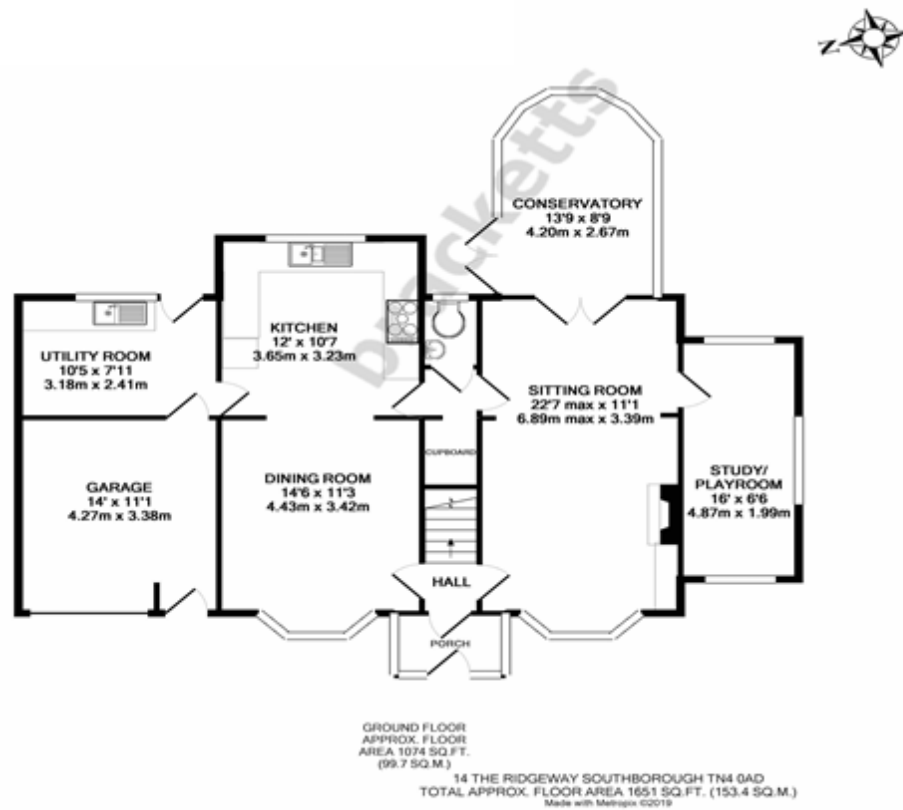 N
CONSERVATORY
13'9 x 8'9
4.20m x 2.67m
bracketts
KITCHEN
12' x 10'7
3.65m x 3.23m
UTILITY ROOM
10'5 x 7'11
3.18m x 2.41m
SITTING ROOM
22'7 max x 11'1
6.89m max x 3.39m
CUPBOARD
STUDY/
PLAYROOM
16' x 6'6
4.87m x 1.99m
DINING ROOM
14'6 x 11'3
4.43m x 3.42m
GARAGE
14' x 11'1
4.27m x 3.38m
HALL
PORCH
GROUND FLOOR
APPROX. FLOOR
AREA 1074 SQ.FT.
(99.7 SQ.M.)
14 THE RIDGEWAY SOUTHBOROUGH TN4 0AD
TOTAL APPROX. FLOOR AREA 1651 SQ.FT. (153.4 SQ.M.)
Made with Metropix ©2019